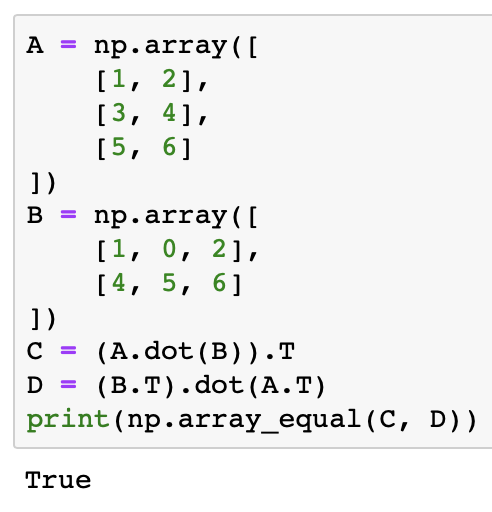 A = np.array([
    [1, 2],
    [3, 4],
    [5, 6]
])
B = np.array([
    [1, 0, 2],
    [4, 5, 6]
])
C = (A.dot(B)).T
D = (B.T).dot(A.T)
print(np.array_equal(C, D))
True